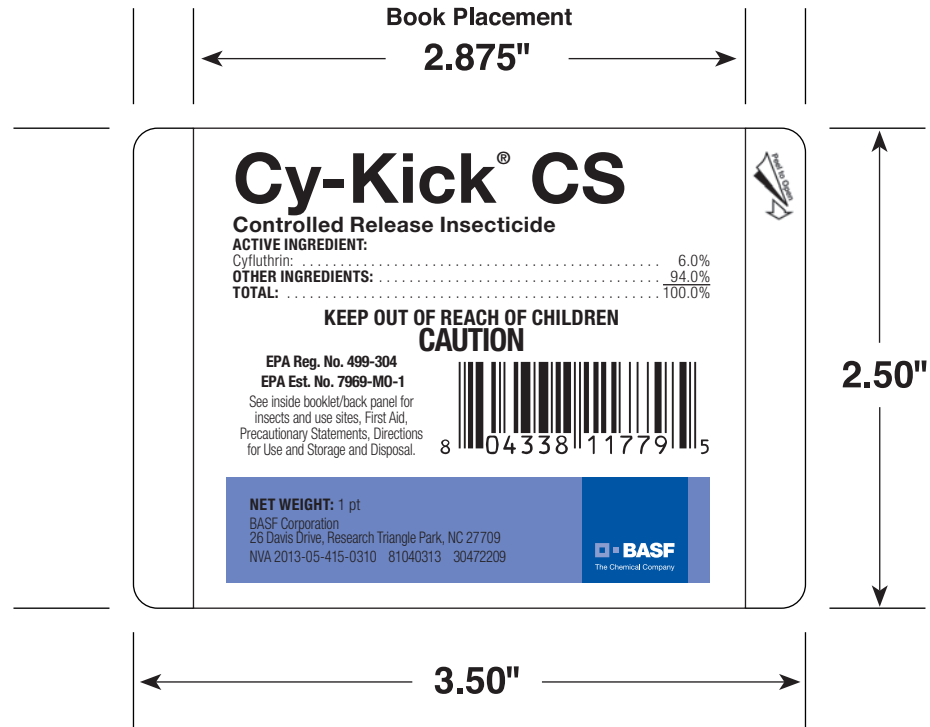 Book Placement
2.875"
Cy-Kick® CS
Peel to Open
Controlled Release Insecticide
ACTIVE INGREDIENT:
Cyfluthrin: . . . . . . . . . . . . . . . . . . . . . . . . . . . . . . . . . . . . . . . . . . . . . . . 6.0%
OTHER INGREDIENTS: . . . . . . . . . . . . . . . . . . . . . . . . . . . . . . . . . . . . . 94.0%
TOTAL: . . . . . . . . . . . . . . . . . . . . . . . . . . . . . . . . . . . . . . . . . . . . . . . . . 100.0%
KEEP OUT OF REACH OF CHILDREN
CAUTION
EPA Reg. No. 499-304
EPA Est. No. 7969-MO-1
See inside booklet/back panel for
insects and use sites, First Aid,
Precautionary Statements, Directions
for Use and Storage and Disposal.
8 04338 11779 5
2.50"
NET WEIGHT: 1 pt
BASF Corporation
26 Davis Drive, Research Triangle Park, NC 27709
NVA 2013-05-415-0310 81040313 30472209
BASF
The Chemical Company
3.50"